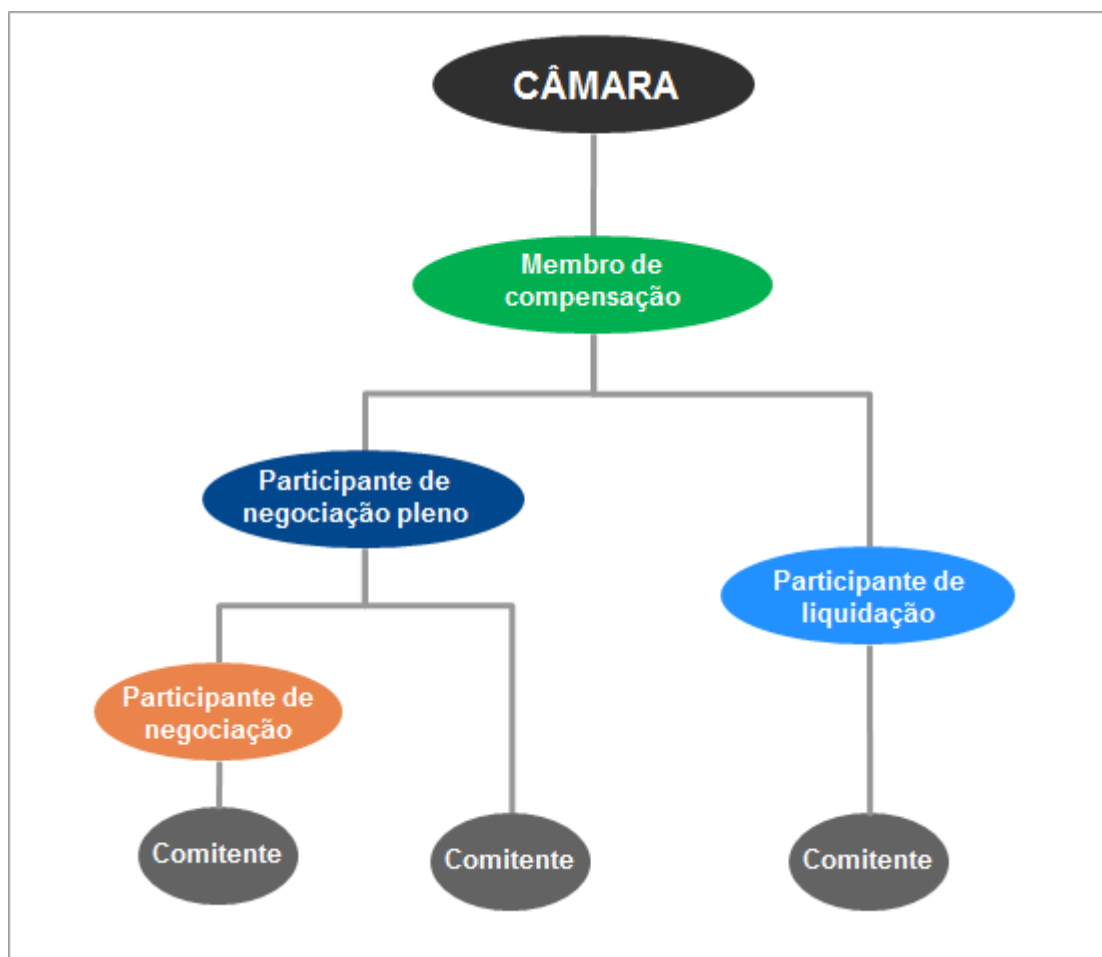 CÂMARA
Membro de
compensação
Participante de
negociação pleno
Participante de
liquidação
Participante de
negociação
Comitente
Comitente
Comitente